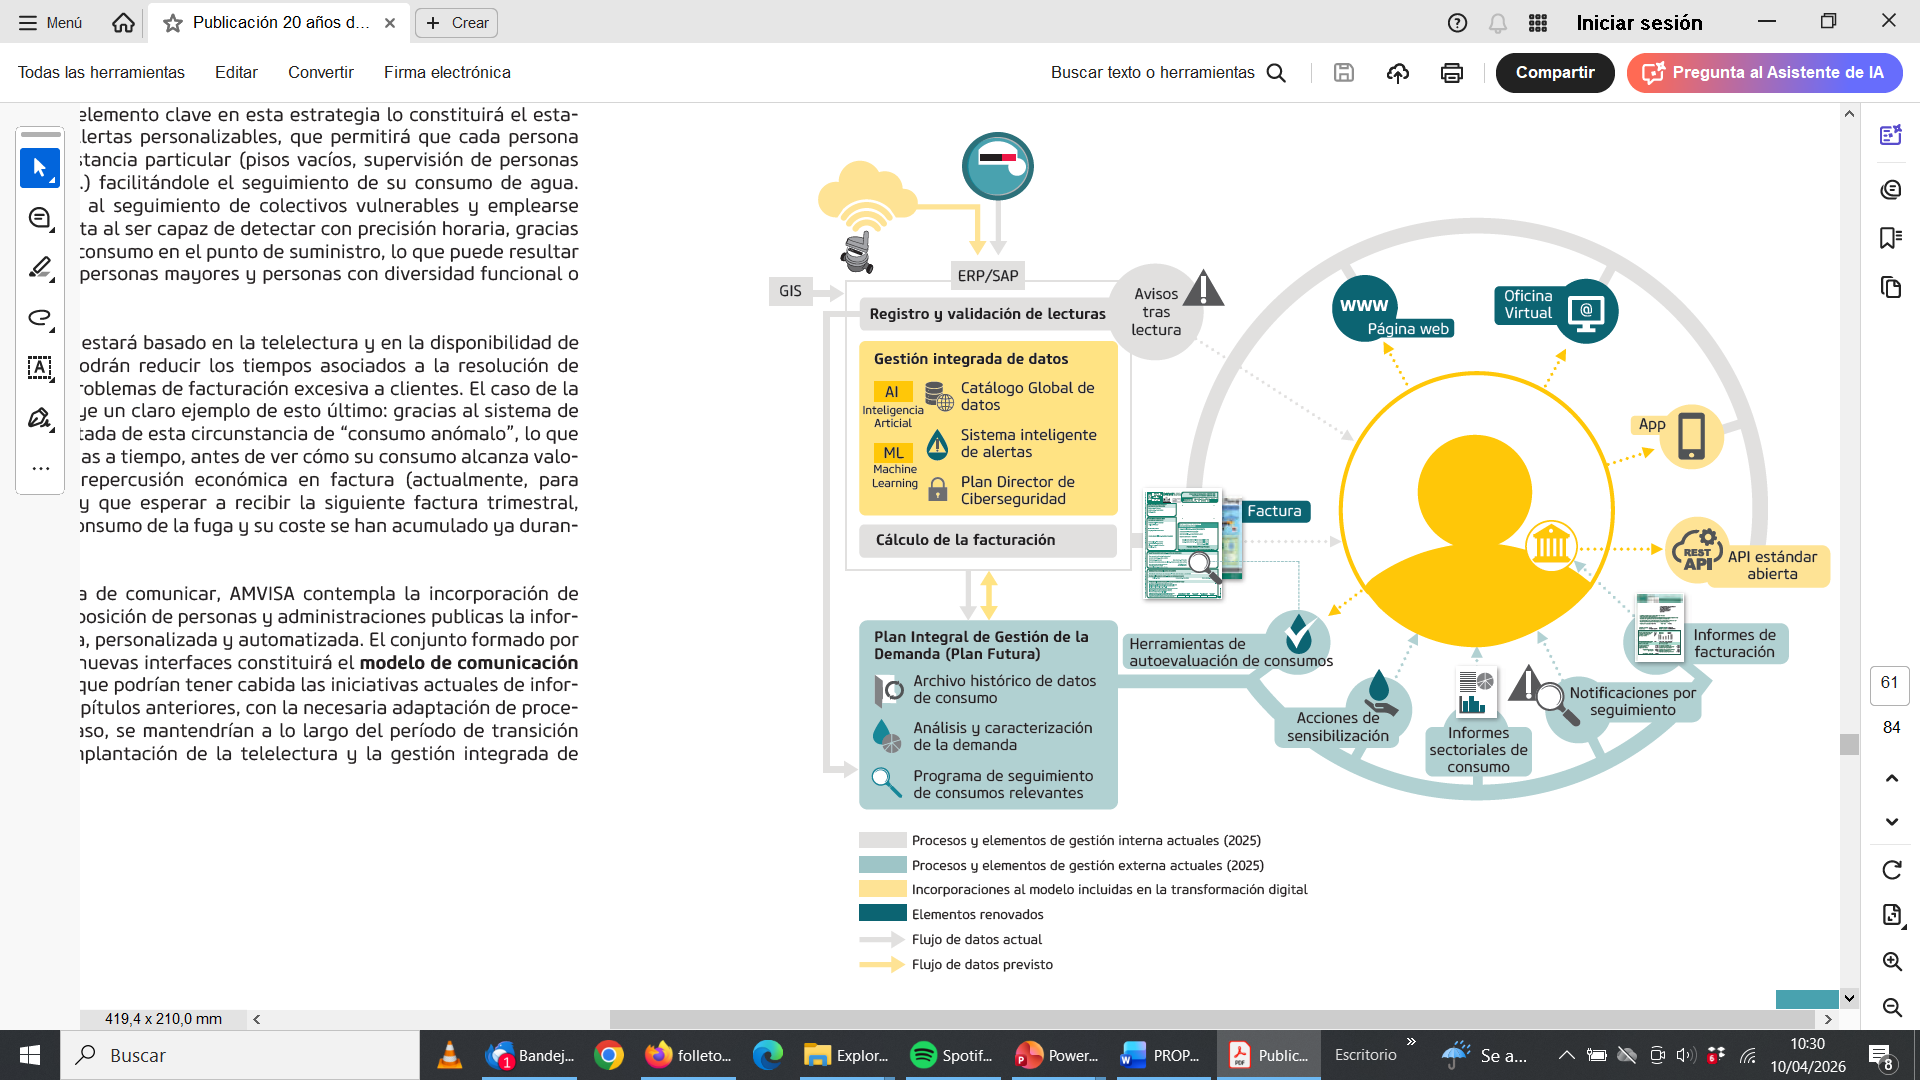 Menú
Publicación 20 años d...
Crear
Iniciar sesión
Todas las herramientas
Editar
Convertir
Firma electrónica
Buscar texto o herramientas
Compartir
Pregunta al Asistente de IA
elemento clave en esta estrategia lo constituirá el esta-
lertas personalizables, que permitirá que cada persona
stancia particular (pisos vacíos, supervisión de personas
.) facilitándole el seguimiento de su consumo de agua.
al seguimiento de colectivos vulnerables y emplearse
ta al ser capaz de detectar con precisión horaria, gracias
consumo en el punto de suministro, lo que puede resultar
personas mayores y personas con diversidad funcional o
estará basado en la telelectura y en la disponibilidad de
odrán reducir los tiempos asociados a la resolución de
roblemas de facturación excesiva a clientes. El caso de la
ye un claro ejemplo de esto último: gracias al sistema de
tada de esta circunstancia de “consumo anómalo”, lo que
as a tiempo, antes de ver cómo su consumo alcanza valo-
repercusión económica en factura (actualmente, para
y que esperar a recibir la siguiente factura trimestral,
onsumo de la fuga y su coste se han acumulado ya duran-
a de comunicar, AMVISA contempla la incorporación de
posición de personas y administraciones publicas la infor-
a, personalizada y automatizada. El conjunto formado por
nuevas interfaces constituirá el modelo de comunicación
que podrían tener cabida las iniciativas actuales de infor-
pítulos anteriores, con la necesaria adaptación de proce-
aso, se mantendrían a lo largo del período de transición
nplantación de la telelectura y la gestión integrada de
GIS
ERP/SAP
Registro y validación de lecturas
Avisos
tras
lectura
Gestión integrada de datos
AI
Inteligencia
Articial
ML
Machine
Learning
Catálogo Global de
datos
Sistema inteligente
de alertas
Plan Director de
Ciberseguridad
Cálculo de la facturación
Plan Integral de Gestión de la
Demanda (Plan Futura)
Archivo histórico de datos
de consumo
Análisis y caracterización
de la demanda
Programa de seguimiento
de consumos relevantes
www
Página web
Oficina
Virtual
@
App
REST
API
API estándar
abierta
Factura
Herramientas de
autoevaluación de consumos
Acciones de
sensibilización
Informes
sectoriales de
consumo
Notificaciones por
seguimiento
Informes de
facturación
Procesos y elementos de gestión interna actuales (2025)
Procesos y elementos de gestión externa actuales (2025)
Incorporaciones al modelo incluidas en la transformación digital
Elementos renovados
Flujo de datos actual
Flujo de datos previsto
61
84
419,4 x 210,0 mm
Buscar
1
Bandej...
folleto...
Explor...
Spotif...
Power...
PROP...
Public...
Escritorio
Se a...
6
10:30
10/04/2026
8